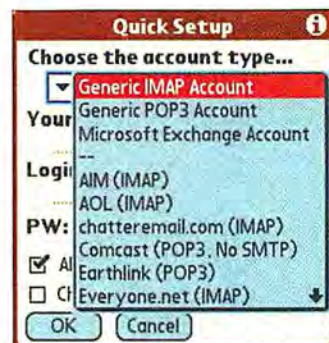 Quick Setup
Choose the account type...
Generic IMAP Account
Generic POP3 Account
Your
Microsoft Exchange Account
--
Logi
AIM (IMAP)
AOL (IMAP)
PW:
chatteremail.com (IMAP)
Comcast (POP3, No SMTP)
Al
Earthlink (POP3)
Ch
Everyone.net (IMAP)
OK
Cancel